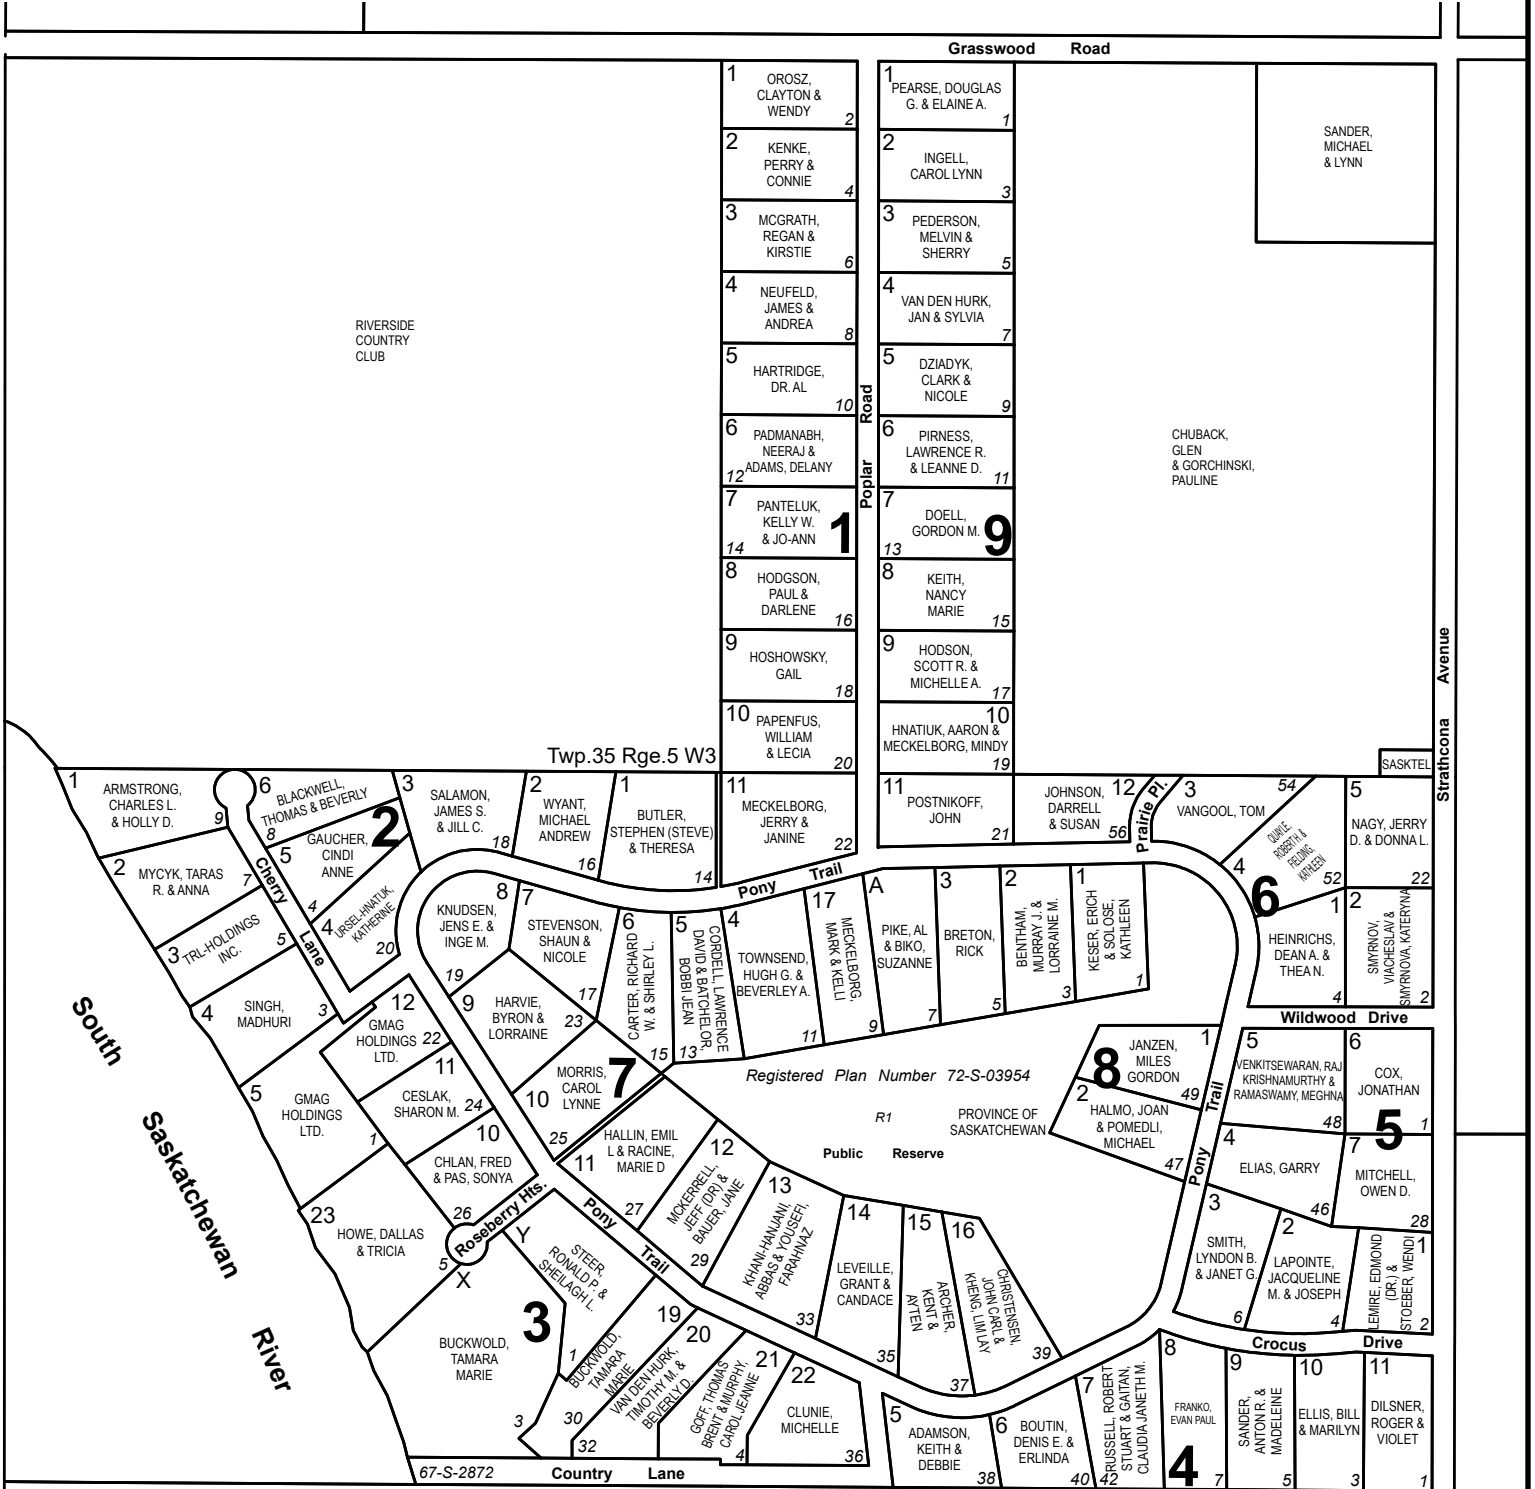 Grasswood Road
1
OROSZ,
CLAYTON &
WENDY
2
2
KENKE,
PERRY &
CONNIE
4
3
MCGRATH,
REGAN &
KIRSTIE
6
4
NEUFELD,
JAMES &
ANDREA
8
5
HARTRIDGE,
DR. AL
10
6
PADMANABH,
NEERAJ &
ADAMS, DELANY
12
7
PANTELUK,
KELLY W.
& JO-ANN
14
1
8
HODGSON,
PAUL &
DARLENE
16
9
HOSHOWSKY,
GAIL
18
10
PAPENFUS,
WILLIAM
& LECIA
20
11
MECKELBORG,
JERRY &
JANINE
22
Poplar Road
1
PEARSE, DOUGLAS
G. & ELAINE A.
1
2
INGELL,
CAROL LYNN
3
3
PEDERSON,
MELVIN &
SHERRY
5
4
VAN DEN HURK,
JAN & SYLVIA
7
5
DZIADYK,
CLARK &
NICOLE
9
6
PIRNESS,
LAWRENCE R.
& LEANNE D.
11
7
DOELL,
GORDON M.
13
9
8
KEITH,
NANCY
MARIE
15
9
HODSON,
SCOTT R. &
MICHELLE A.
17
10
HNATIUK, AARON &
MECKELBORG, MINDY
19
11
POSTNIKOFF,
JOHN
21
12
JOHNSON,
DARRELL
& SUSAN
56
Prairie Pl.
SANDER,
MICHAEL
& LYNN
RIVERSIDE
COUNTRY
CLUB
CHUBACK,
GLEN
& GORCHINSKI,
PAULINE
Strathcona Avenue
SASKTEL
Twp.35 Rge.5 W3
1
ARMSTRONG,
CHARLES L.
& HOLLY D.
9
2
MYCYK, TARAS
R. & ANNA
7
3
TRL-HOLDINGS
INC.
5
4
SINGH,
MADHURI
3
5
GMAG
HOLDINGS
LTD.
1
Cherry Lane
6
BLACKWELL,
THOMAS & BEVERLY
8
5
GAUCHER,
CINDI
ANNE
4
2
4
URSEL-HNATUK,
KATHERINE
20
3
SALAMON,
JAMES S.
& JILL C.
18
2
WYANT,
MICHAEL
ANDREW
16
1
BUTLER,
STEPHEN (STEVE)
& THERESA
14
Pony Trail
3
VANGOOL, TOM
54
4
QUAYLE,
ROBERT H. &
FIELDING,
KATHLEEN
52
6
5
NAGY, JERRY
D. & DONNA L.
22
1
HEINRICHS,
DEAN A. &
THEA N.
4
2
SMYRNOV,
VIACHESLAV &
SMYRNOVA, KATERYNA
2
Wildwood Drive
8
KNUDSEN,
JENS E. &
INGE M.
19
7
STEVENSON,
SHAUN &
NICOLE
17
6
CARTER, RICHARD
W. & SHIRLEY L.
15
5
CORDELL, LAWRENCE
DAVID & BATCHELOR,
BOBBI JEAN
13
4
TOWNSEND,
HUGH G. &
BEVERLEY A.
11
17
MECKELBORG,
MARK & KELLI
9
A
PIKE, AL
& BIKO,
SUZANNE
7
3
BRETON,
RICK
5
2
BENTHAM,
MURRAY J. &
LORRAINE M.
3
1
KESER, ERICH
& SOLOSE,
KATHLEEN
1
9
HARVIE,
BYRON &
LORRAINE
23
10
MORRIS,
CAROL
LYNNE
25
7
12
GMAG
HOLDINGS
LTD.
22
11
CESLAK,
SHARON M.
24
10
CHLAN, FRED
& PAS, SONYA
26
Registered Plan Number 72-S-03954
R1
PROVINCE OF
SASKATCHEWAN
Public Reserve
8
1
JANZEN,
MILES
GORDON
49
2
HALMO, JOAN
& POMEDLI,
MICHAEL
47
Pony Trail
5
VENKITSEWARAN, RAJ
KRISHNAMURTHY &
RAMASWAMY, MEGHNA
48
6
COX,
JONATHAN
1
5
4
ELIAS, GARRY
46
7
MITCHELL,
OWEN D.
28
3
SMITH,
LYNDON B.
& JANET G.
6
2
LAPOINTE,
JACQUELINE
M. & JOSEPH
4
1
LEMIRE, EDMOND
(DR.) &
STOEBER, WENDI
2
Crocus Drive
South
Saskatchewan
River
11
HALLIN, EMIL
L & RACINE,
MARIE D
27
12
MCKERRELL,
JEFF (DR) &
BAUER, JANE
29
13
KHANI-HANJANI,
ABBAS & YOUSEFI,
FARAHNAZ
33
14
LEVEILLE,
GRANT &
CANDACE
35
15
ARCHER,
KENT &
AYTEN
37
16
CHRISTENSEN,
JOHN CARL &
KHENG, LIM LAY
39
Pony Trail
23
HOWE, DALLAS
& TRICIA
5
Roseberry Hts.
X
BUCKWOLD,
TAMARA
MARIE
3
3
Y
STEER,
RONALD P. &
SHEILAGH L.
1
19
BUCKWOLD,
TAMARA
MARIE
30
20
VAN DEN HURK,
TIMOTHY M. &
BEVERLY D.
32
21
GOFF, THOMAS
BRENT & MURPHY,
CAROL JEANNE
4
22
CLUNIE,
MICHELLE
36
67-S-2872 Country Lane
5
ADAMSON,
KEITH &
DEBBIE
38
6
BOUTIN,
DENIS E. &
ERLINDA
40
7
RUSSELL, ROBERT
STUART & GAITAN,
CLAUDIA JANETH M.
42
8
FRANKO,
EVAN PAUL
4
7
9
SANDER,
ANTON R. &
MADELEINE
5
10
ELLIS, BILL
& MARILYN
3
11
DILSNER,
ROGER &
VIOLET
1